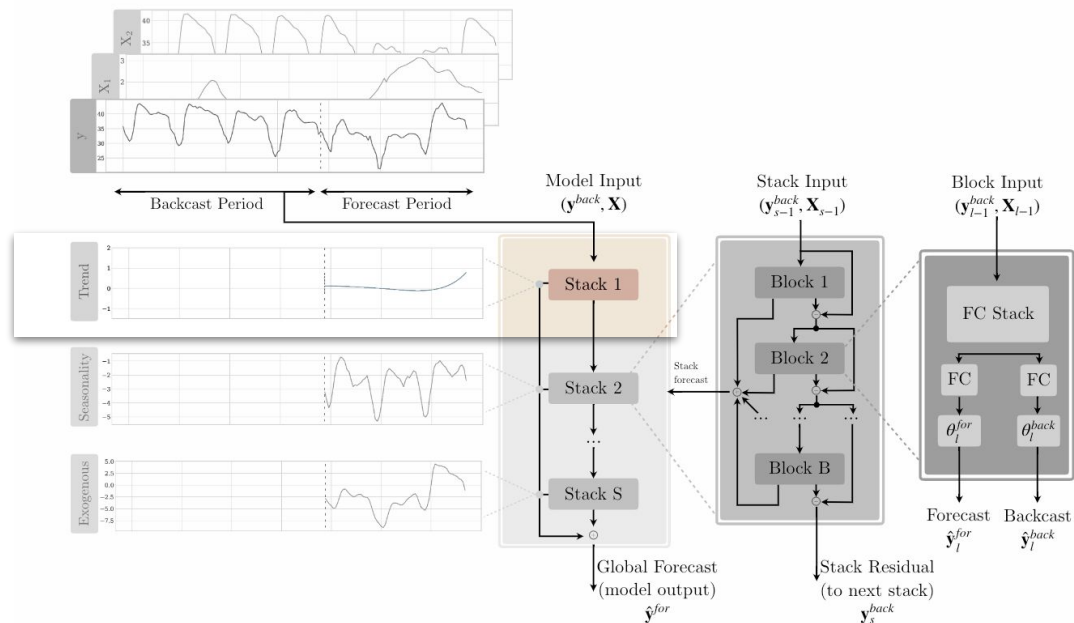 X₂
40
35
X₁
3
2
y
40
35
30
25
Backcast Period
Forecast Period
Model Input
(y^back, X)
Stack Input
(y^back_s−1, X_s−1)
Block Input
(y^back_l−1, X_l−1)
Trend
2
1
0
−1
Stack 1
Block 1
FC Stack
Seasonality
−1
−2
−3
−4
−5
Stack 2
Stack
forecast
Block 2
FC
FC
θ^for_l
θ^back_l
...
...
...
...
Exogenous
5.0
2.5
0.0
−2.5
−5.0
−7.5
Stack S
Block B
Forecast
ŷ^for_l
Backcast
ŷ^back_l
Global Forecast
(model output)
ŷ^for
Stack Residual
(to next stack)
y^back_s